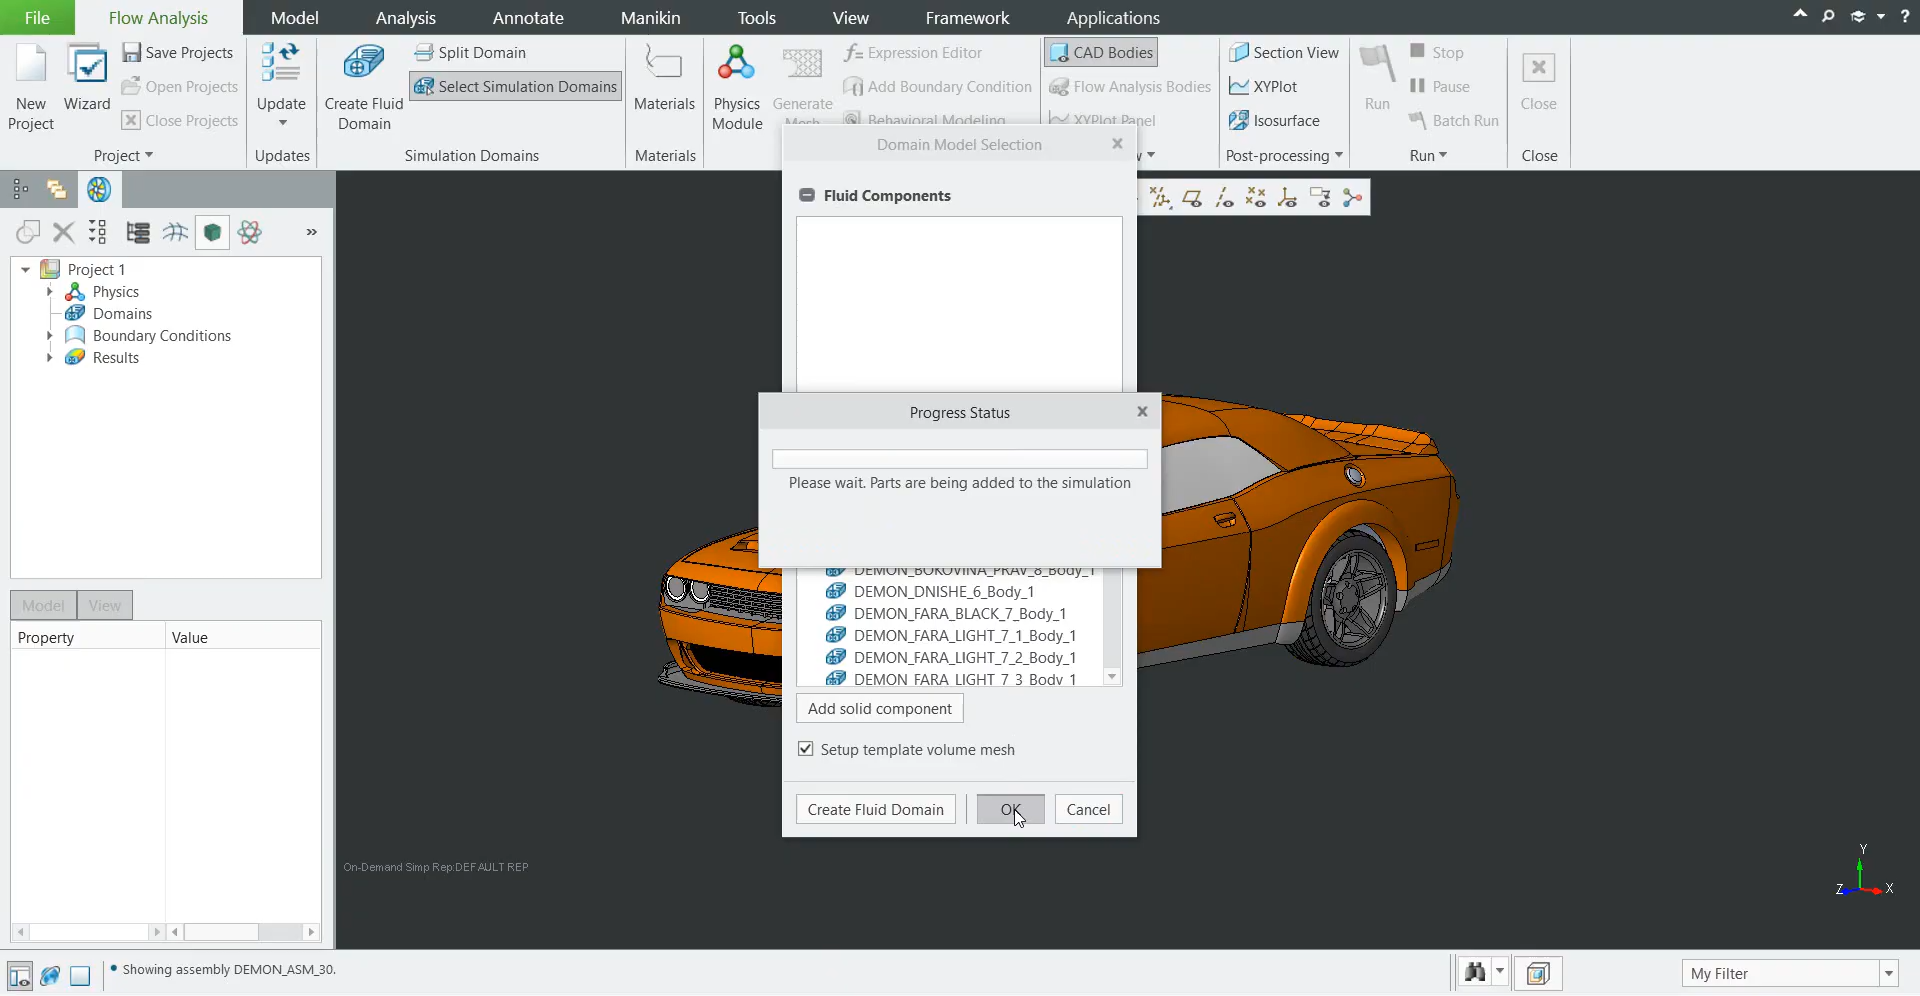 File
Flow Analysis
Model
Analysis
Annotate
Manikin
Tools
View
Framework
Applications
New Project
Wizard
Save Projects
Open Projects
Close Projects
Project
Update
Updates
Create Fluid Domain
Split Domain
Select Simulation Domains
Simulation Domains
Materials
Materials
Physics Module
Generate
Expression Editor
Add Boundary Condition
Behavioral Modeling
CAD Bodies
Flow Analysis Bodies
XYPlot Panel
Section View
XYPlot
Isosurface
Post-processing
Run
Stop
Pause
Batch Run
Run
Close
Close
Project 1
Physics
Domains
Boundary Conditions
Results
Model
View
Property
Value
Domain Model Selection
Fluid Components
Progress Status
Please wait. Parts are being added to the simulation
DEMON_BOKOVINA_PRAV_8_Body_1
DEMON_DNISHE_6_Body_1
DEMON_FARA_BLACK_7_Body_1
DEMON_FARA_LIGHT_7_1_Body_1
DEMON_FARA_LIGHT_7_2_Body_1
DEMON_FARA_LIGHT_7_3_Body_1
Add solid component
Setup template volume mesh
Create Fluid Domain
OK
Cancel
On-Demand Simp Rep:DEFAULT REP
Y
Z
X
Showing assembly DEMON_ASM_30.
My Filter